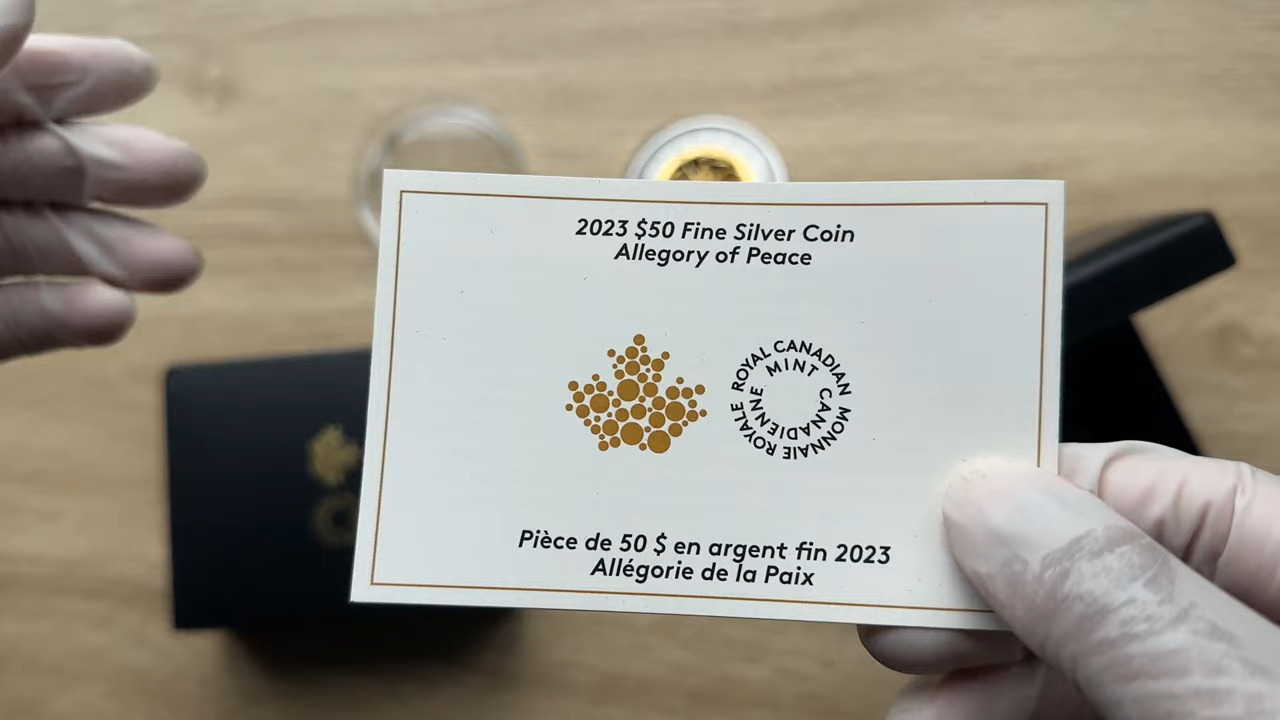 2023 $50 Fine Silver Coin
Allegory of Peace
ROYAL CANADIAN MINT
MONNAIE ROYALE CANADIENNE
Pièce de 50 $ en argent fin 2023
Allégorie de la Paix